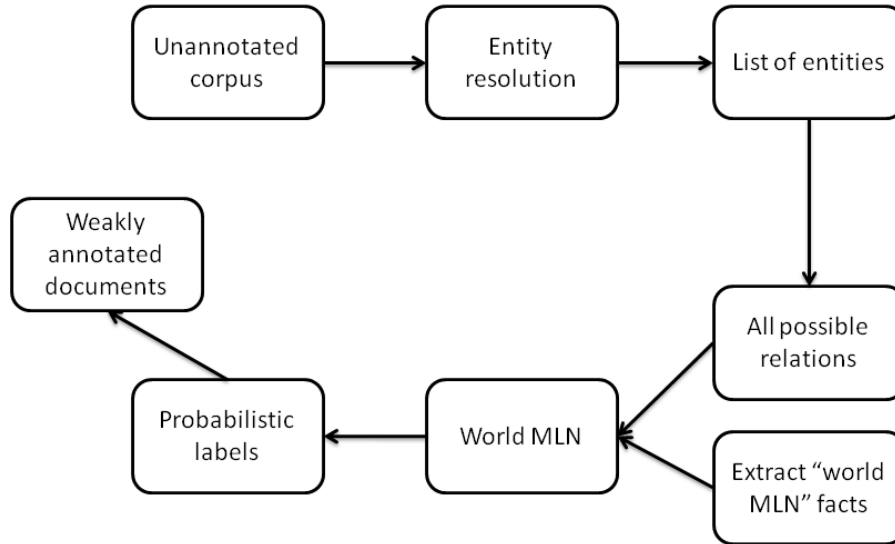 Unannotated
corpus
Entity
resolution
List of entities
Weakly
annotated
documents
All possible
relations
Probabilistic
labels
World MLN
Extract “world
MLN” facts